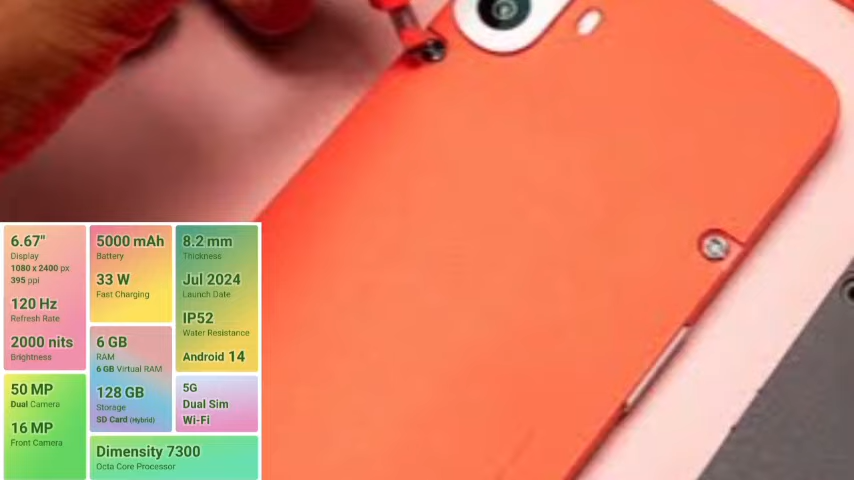 6.67"
Display
1080 x 2400 px
395 ppi
120 Hz
Refresh Rate
2000 nits
Brightness
50 MP
Dual Camera
16 MP
Front Camera
5000 mAh
Battery
33 W
Fast Charging
6 GB
RAM
6 GB Virtual RAM
128 GB
Storage
SD Card (Hybrid)
8.2 mm
Thickness
Jul 2024
Launch Date
IP52
Water Resistance
Android 14
5G
Dual Sim
Wi-Fi
Dimensity 7300
Octa Core Processor